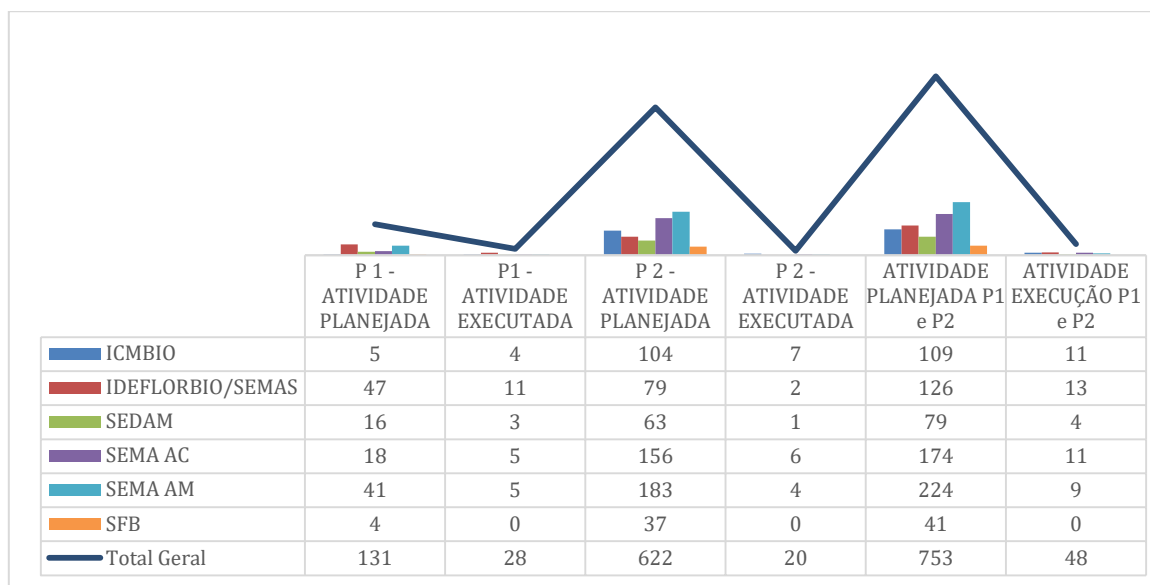 P 1 - ATIVIDADE PLANEJADA
P1 - ATIVIDADE EXECUTADA
P 2 - ATIVIDADE PLANEJADA
P 2 - ATIVIDADE EXECUTADA
ATIVIDADE PLANEJADA P1 e P2
ATIVIDADE EXECUÇÃO P1 e P2
ICMBIO 5 4 104 7 109 11
IDEFLORBIO/SEMAS 47 11 79 2 126 13
SEDAM 16 3 63 1 79 4
SEMA AC 18 5 156 6 174 11
SEMA AM 41 5 183 4 224 9
SFB 4 0 37 0 41 0
Total Geral 131 28 622 20 753 48